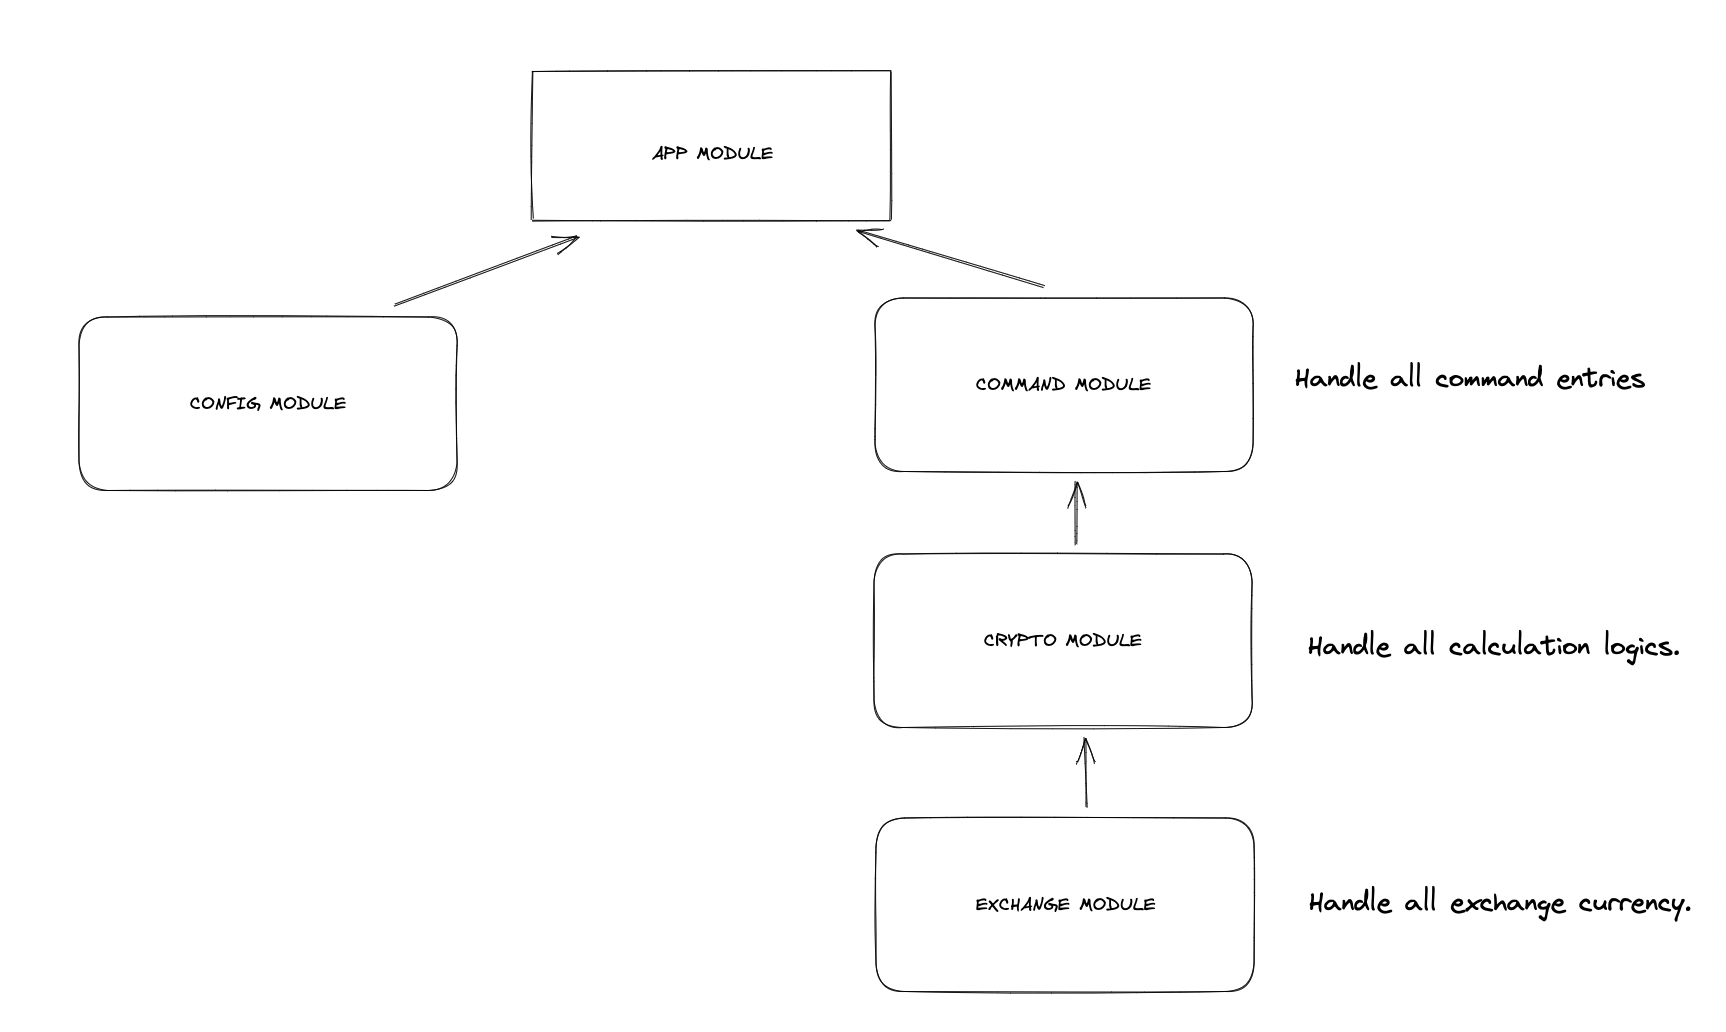 APP MODULE
CONFIG MODULE
COMMAND MODULE
Handle all command entries
CRYPTO MODULE
Handle all calculation logics.
EXCHANGE MODULE
Handle all exchange currency.